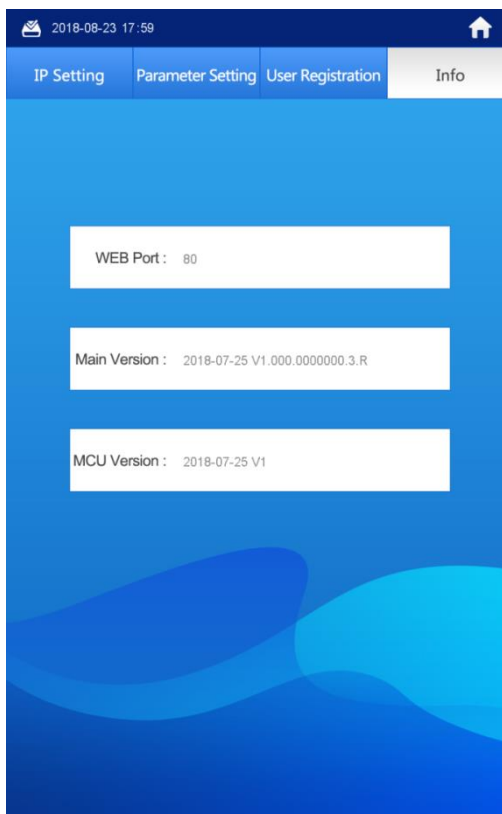 2018-08-23 17:59
IP Setting Parameter Setting User Registration Info
WEB Port : 80
Main Version : 2018-07-25 V1.000.0000000.3.R
MCU Version : 2018-07-25 V1